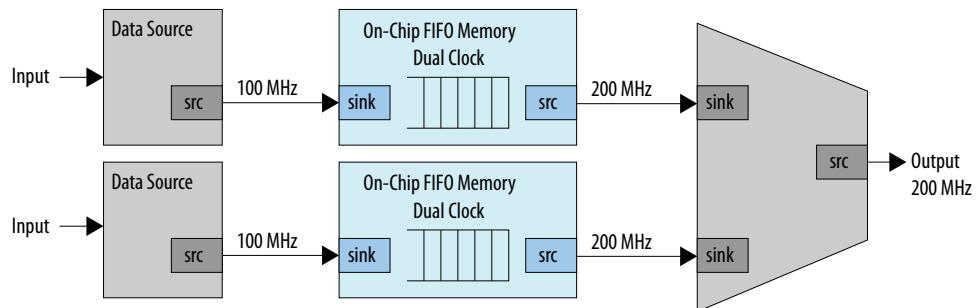 Data Source
Input
src
100 MHz
On-Chip FIFO Memory
Dual Clock
sink
src
200 MHz
sink
Data Source
Input
src
100 MHz
On-Chip FIFO Memory
Dual Clock
sink
src
200 MHz
sink
src
Output
200 MHz